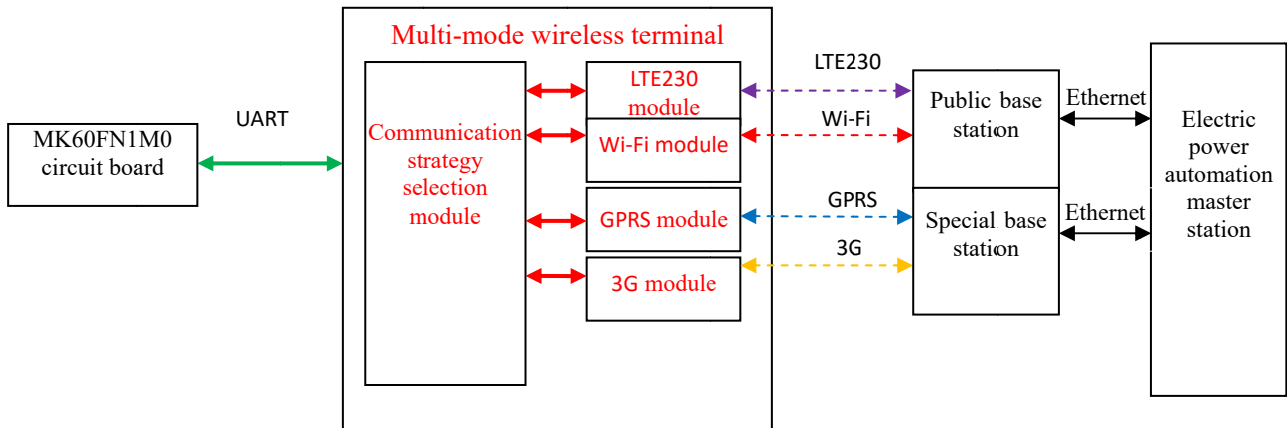 MK60FN1M0
circuit board
UART
Multi-mode wireless terminal
Communication
strategy
selection
module
LTE230
module
Wi-Fi module
GPRS module
3G module
LTE230
Wi-Fi
GPRS
3G
Public base
station
Special base
station
Ethernet
Ethernet
Electric
power
automation
master
station